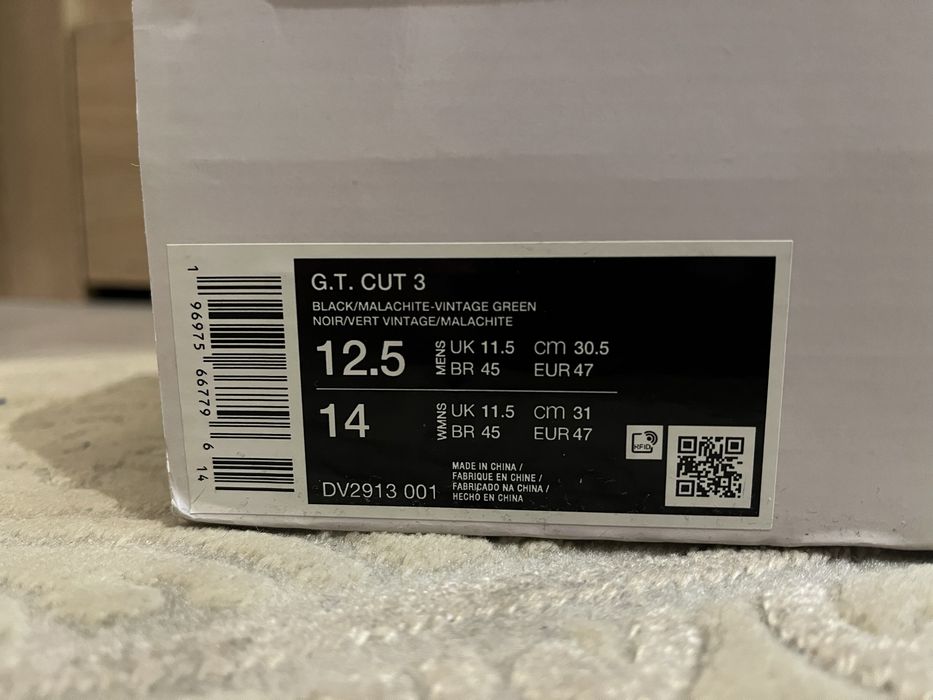 G.T. CUT 3
BLACK/MALACHITE-VINTAGE GREEN
NOIR/VERT VINTAGE/MALACHITE
12.5 MENS UK 11.5 cm 30.5
BR 45 EUR 47
14 WMNS UK 11.5 cm 31
BR 45 EUR 47
RFID
DV2913 001
MADE IN CHINA /
FABRIQUE EN CHINE /
FABRICADO NA CHINA /
HECHO EN CHINA
1 96975 66779 6 14